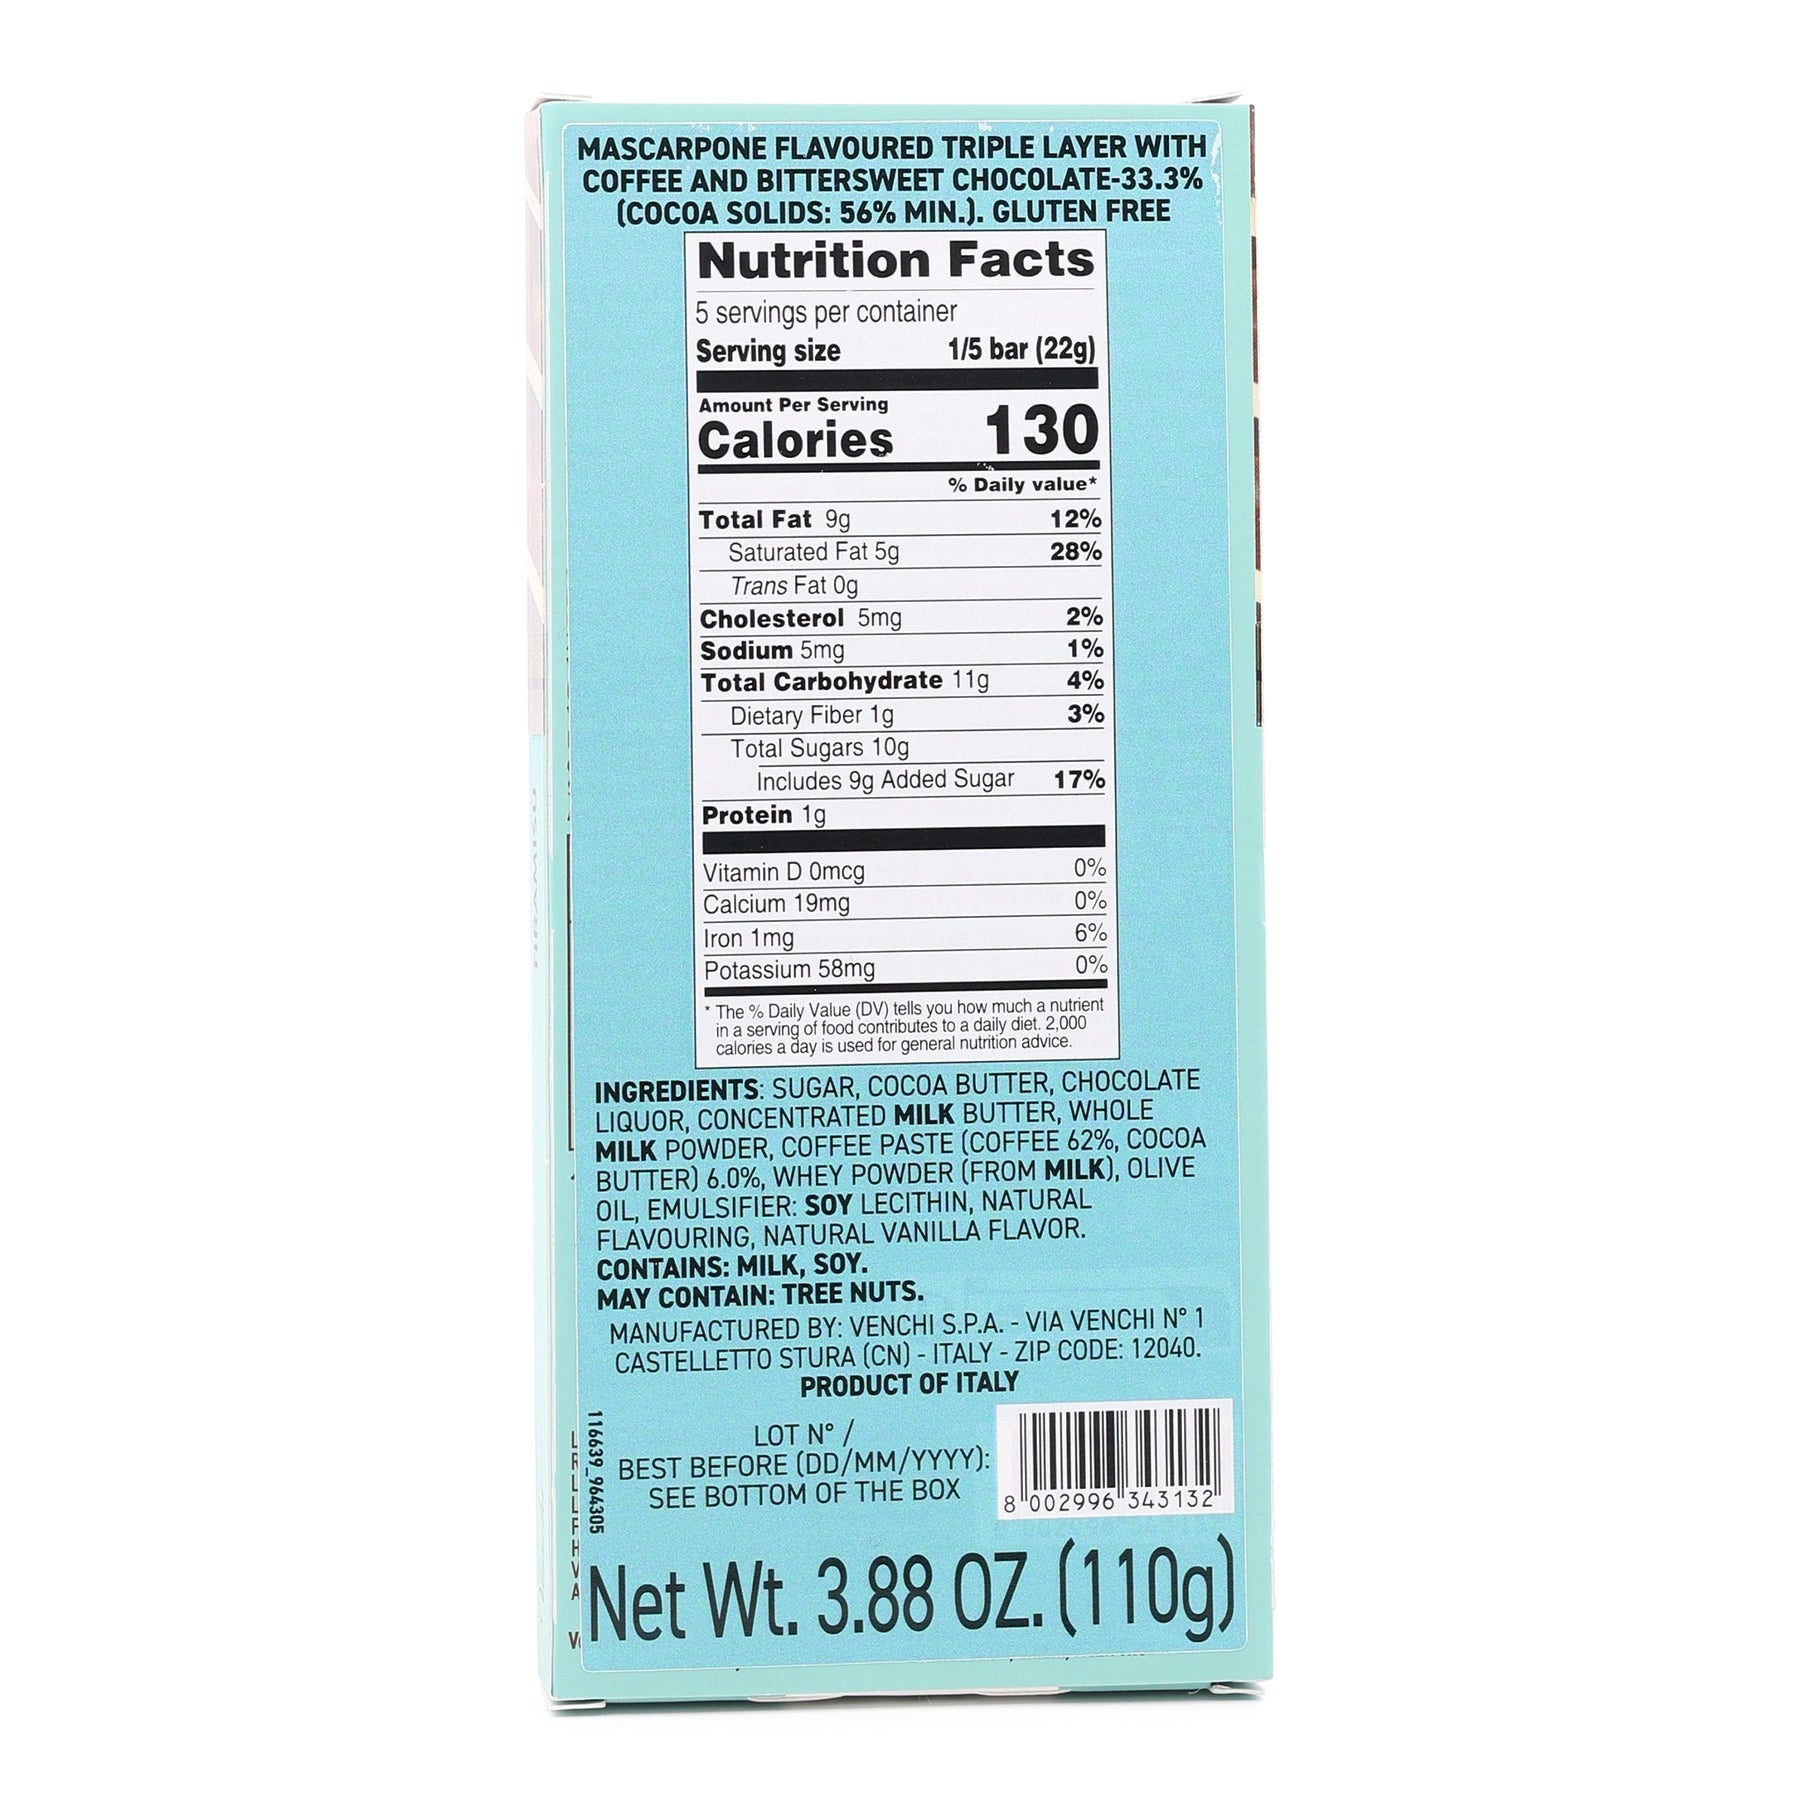 MASCARPONE FLAVOURED TRIPLE LAYER WITH
COFFEE AND BITTERSWEET CHOCOLATE-33.3%
(COCOA SOLIDS: 56% MIN.). GLUTEN FREE
Nutrition Facts
5 servings per container
Serving size 1/5 bar (22g)
Amount Per Serving
Calories 130
% Daily value*
Total Fat 9g 12%
Saturated Fat 5g 28%
Trans Fat 0g
Cholesterol 5mg 2%
Sodium 5mg 1%
Total Carbohydrate 11g 4%
Dietary Fiber 1g 3%
Total Sugars 10g
Includes 9g Added Sugar 17%
Protein 1g
Vitamin D 0mcg 0%
Calcium 19mg 0%
Iron 1mg 6%
Potassium 58mg 0%
* The % Daily Value (DV) tells you how much a nutrient
in a serving of food contributes to a daily diet. 2,000
calories a day is used for general nutrition advice.
INGREDIENTS: SUGAR, COCOA BUTTER, CHOCOLATE
LIQUOR, CONCENTRATED MILK BUTTER, WHOLE
MILK POWDER, COFFEE PASTE (COFFEE 62%, COCOA
BUTTER) 6.0%, WHEY POWDER (FROM MILK), OLIVE
OIL, EMULSIFIER: SOY LECITHIN, NATURAL
FLAVOURING, NATURAL VANILLA FLAVOR.
CONTAINS: MILK, SOY.
MAY CONTAIN: TREE NUTS.
MANUFACTURED BY: VENCHI S.P.A. - VIA VENCHI N° 1
CASTELLETTO STURA (CN) - ITALY - ZIP CODE: 12040.
PRODUCT OF ITALY
LOT N° /
BEST BEFORE (DD/MM/YYYY):
SEE BOTTOM OF THE BOX
116639_964305
8 002996 343132
Net Wt. 3.88 OZ. (110g)
TIRAMISÙ